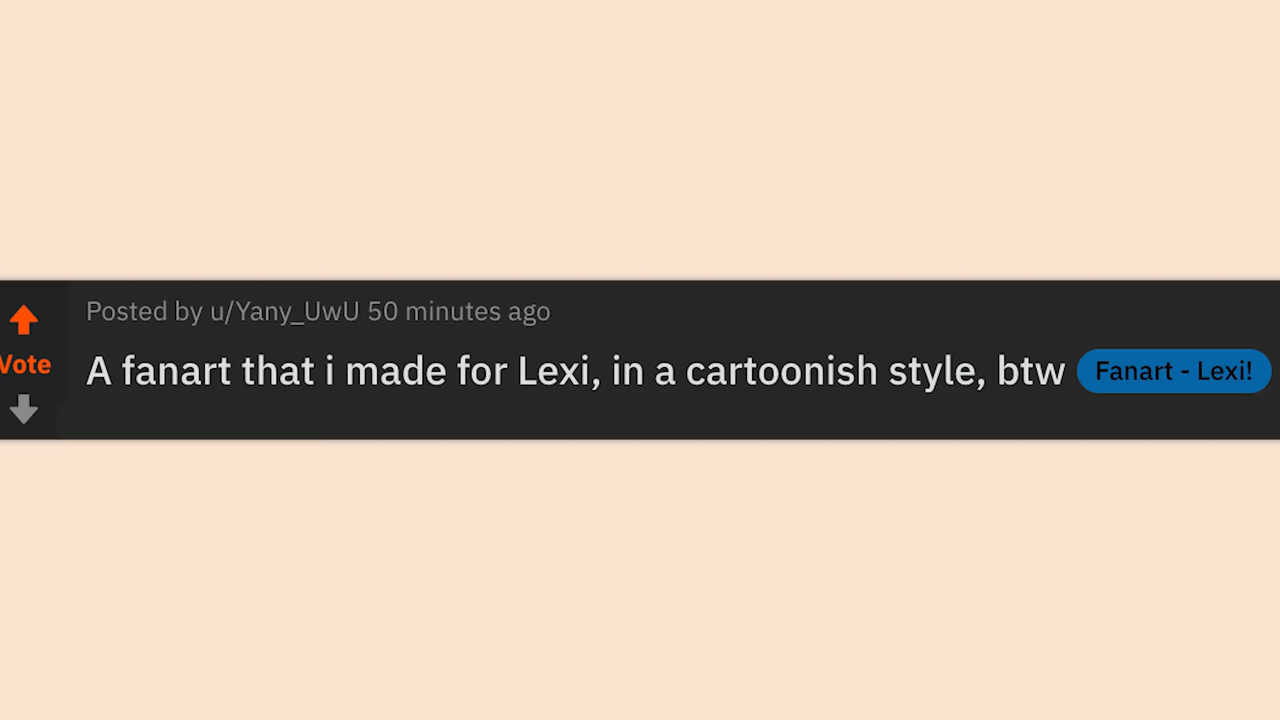 Posted by u/Yany_UwU 50 minutes ago
Vote
A fanart that i made for Lexi, in a cartoonish style, btw Fanart - Lexi!